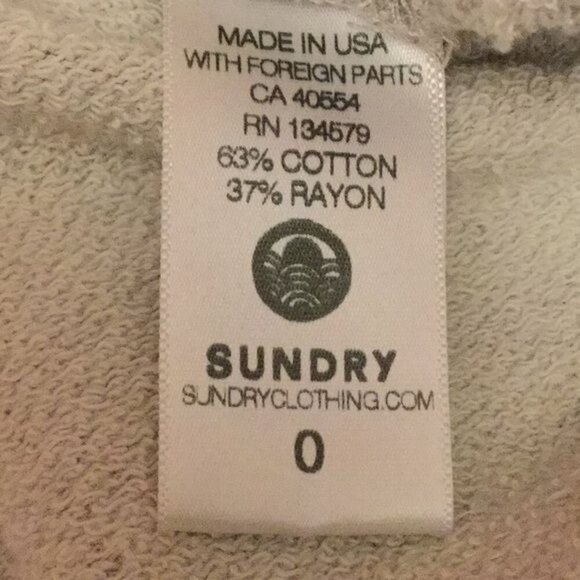 MADE IN USA
WITH FOREIGN PARTS
CA 40554
RN 134579
63% COTTON
37% RAYON
SUNDRY
SUNDRYCLOTHING.COM
0